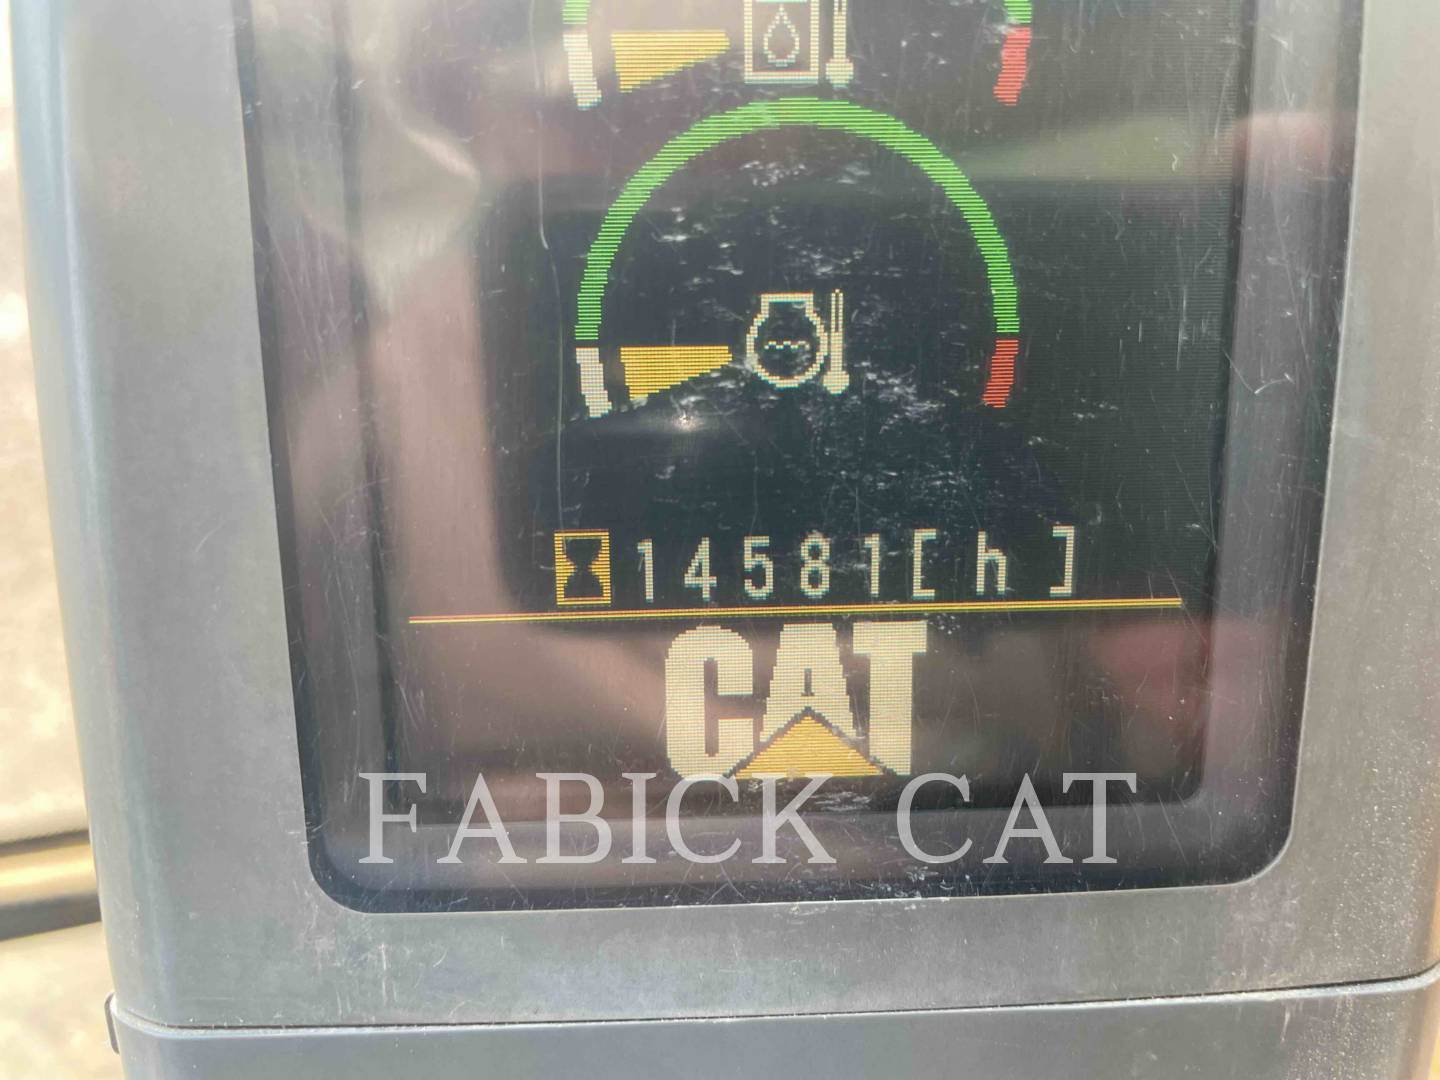 14581[ h ]
CAT
FABICK CAT